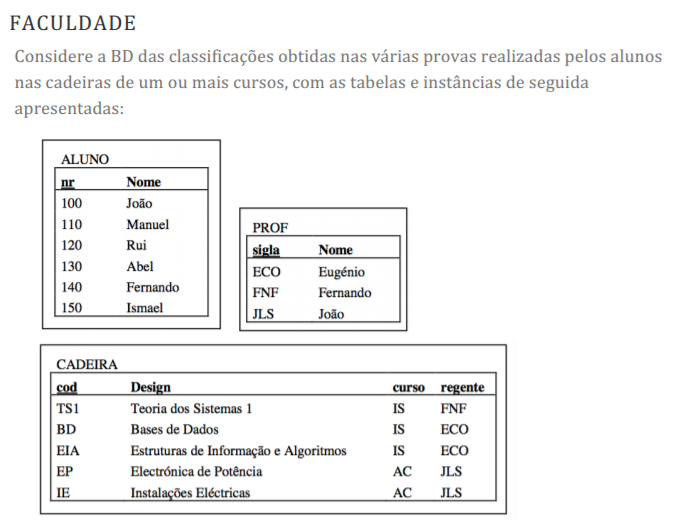 FACULDADE
Considere a BD das classificações obtidas nas várias provas realizadas pelos alunos
nas cadeiras de um ou mais cursos, com as tabelas e instâncias de seguida
apresentadas:
ALUNO
nr Nome
100 João
110 Manuel
120 Rui
130 Abel
140 Fernando
150 Ismael
PROF
sigla Nome
ECO Eugénio
FNF Fernando
JLS João
CADEIRA
cod Design curso regente
TS1 Teoria dos Sistemas 1 IS FNF
BD Bases de Dados IS ECO
EIA Estruturas de Informação e Algoritmos IS ECO
EP Electrónica de Potência AC JLS
IE Instalações Eléctricas AC JLS